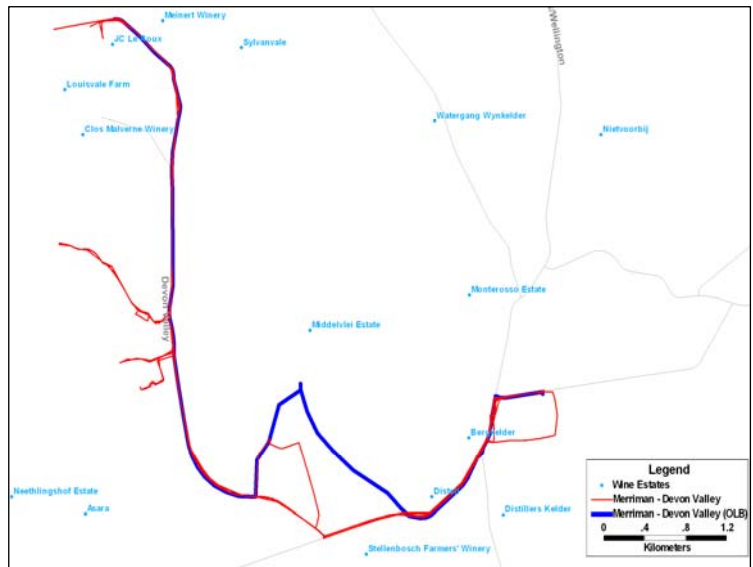 Meinert Winery
JC Le Roux
Sylvanvale
/Wellington
Louisvale Farm
Watergang Wynkelder
Clos Malverne Winery
Nietvoorbij
Devon Valley
Monterosso Estate
Middelvlei Estate
Bergkelder
Neethlingshof Estate
Distell
Asara
Distillers Kelder
Stellenbosch Farmers' Winery
Legend
Wine Estates
Merriman - Devon Valley
Merriman - Devon Valley (OLB)
0 .4 .8 1.2
Kilometers